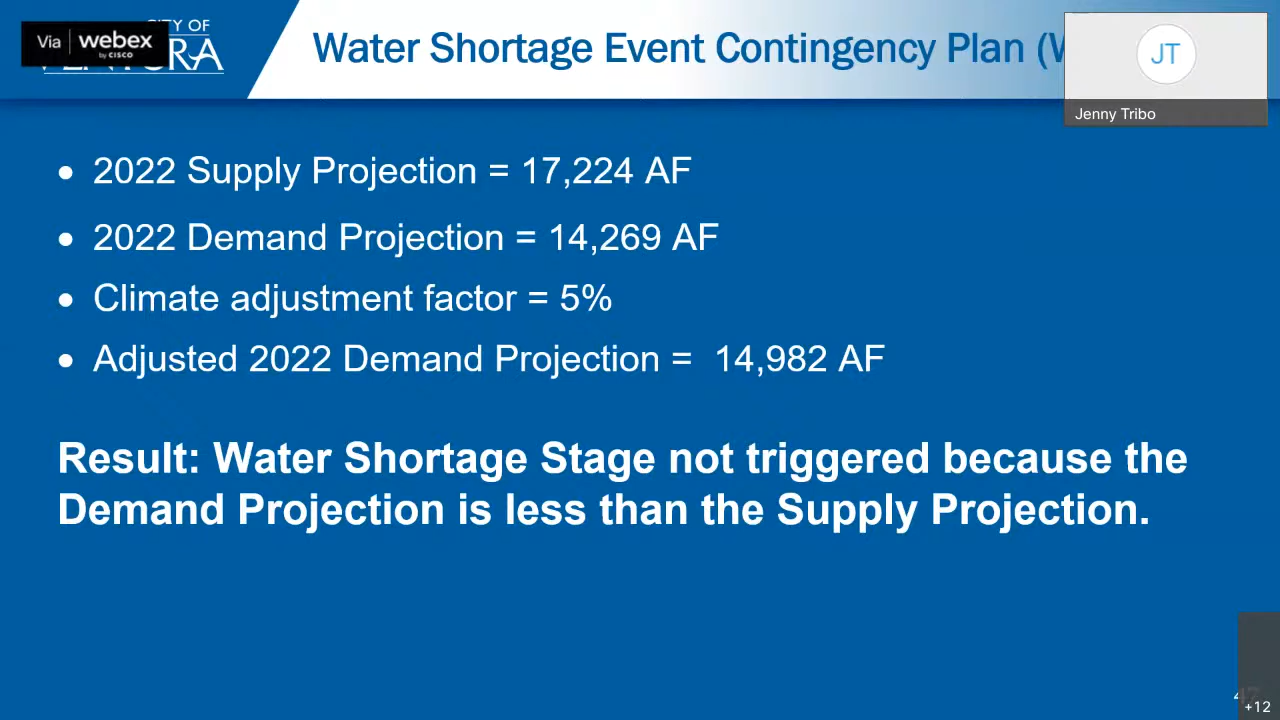 Via webex
by CISCO
CITY OF
Water Shortage Event Contingency Plan (W
JT
Jenny Tribo
• 2022 Supply Projection = 17,224 AF
• 2022 Demand Projection = 14,269 AF
• Climate adjustment factor = 5%
• Adjusted 2022 Demand Projection = 14,982 AF
Result: Water Shortage Stage not triggered because the
Demand Projection is less than the Supply Projection.
+12